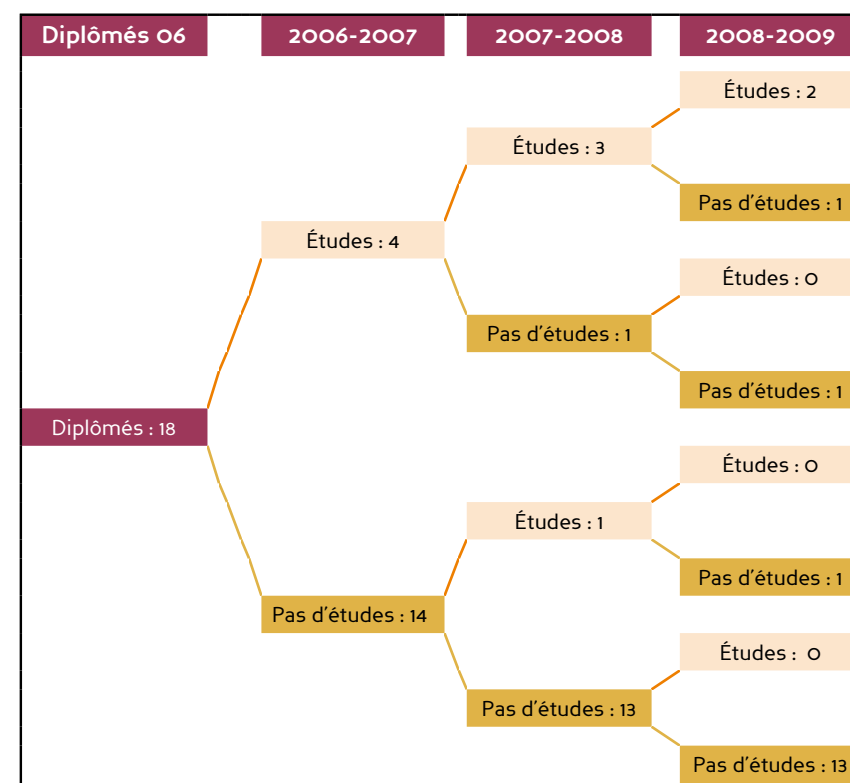 Diplômés 06
2006-2007
2007-2008
2008-2009
Études : 2
Études : 3
Pas d'études : 1
Études : 4
Études : 0
Pas d'études : 1
Pas d'études : 1
Diplômés : 18
Études : 0
Études : 1
Pas d'études : 1
Pas d'études : 14
Études : 0
Pas d'études : 13
Pas d'études : 13